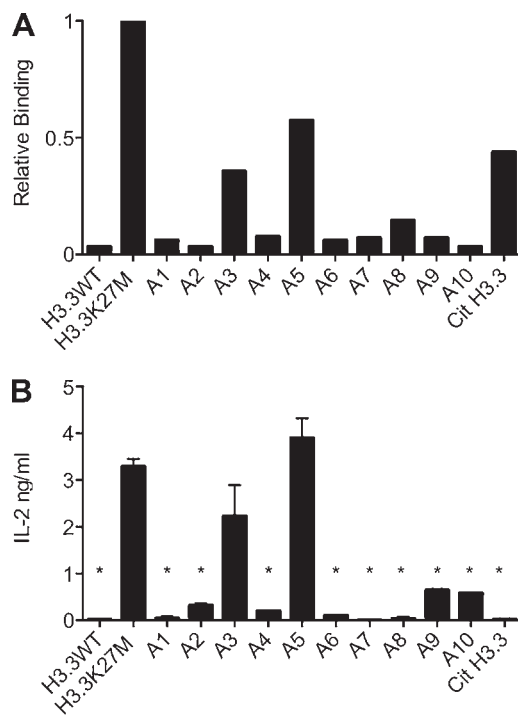 A
1
0.5
0
Relative Binding
H3.3WT
H3.3K27M
A1
A2
A3
A4
A5
A6
A7
A8
A9
A10
Cit H3.3
B
5
4
3
2
1
0
IL-2 ng/ml
* * * * * * * * * *
H3.3WT
H3.3K27M
A1
A2
A3
A4
A5
A6
A7
A8
A9
A10
Cit H3.3